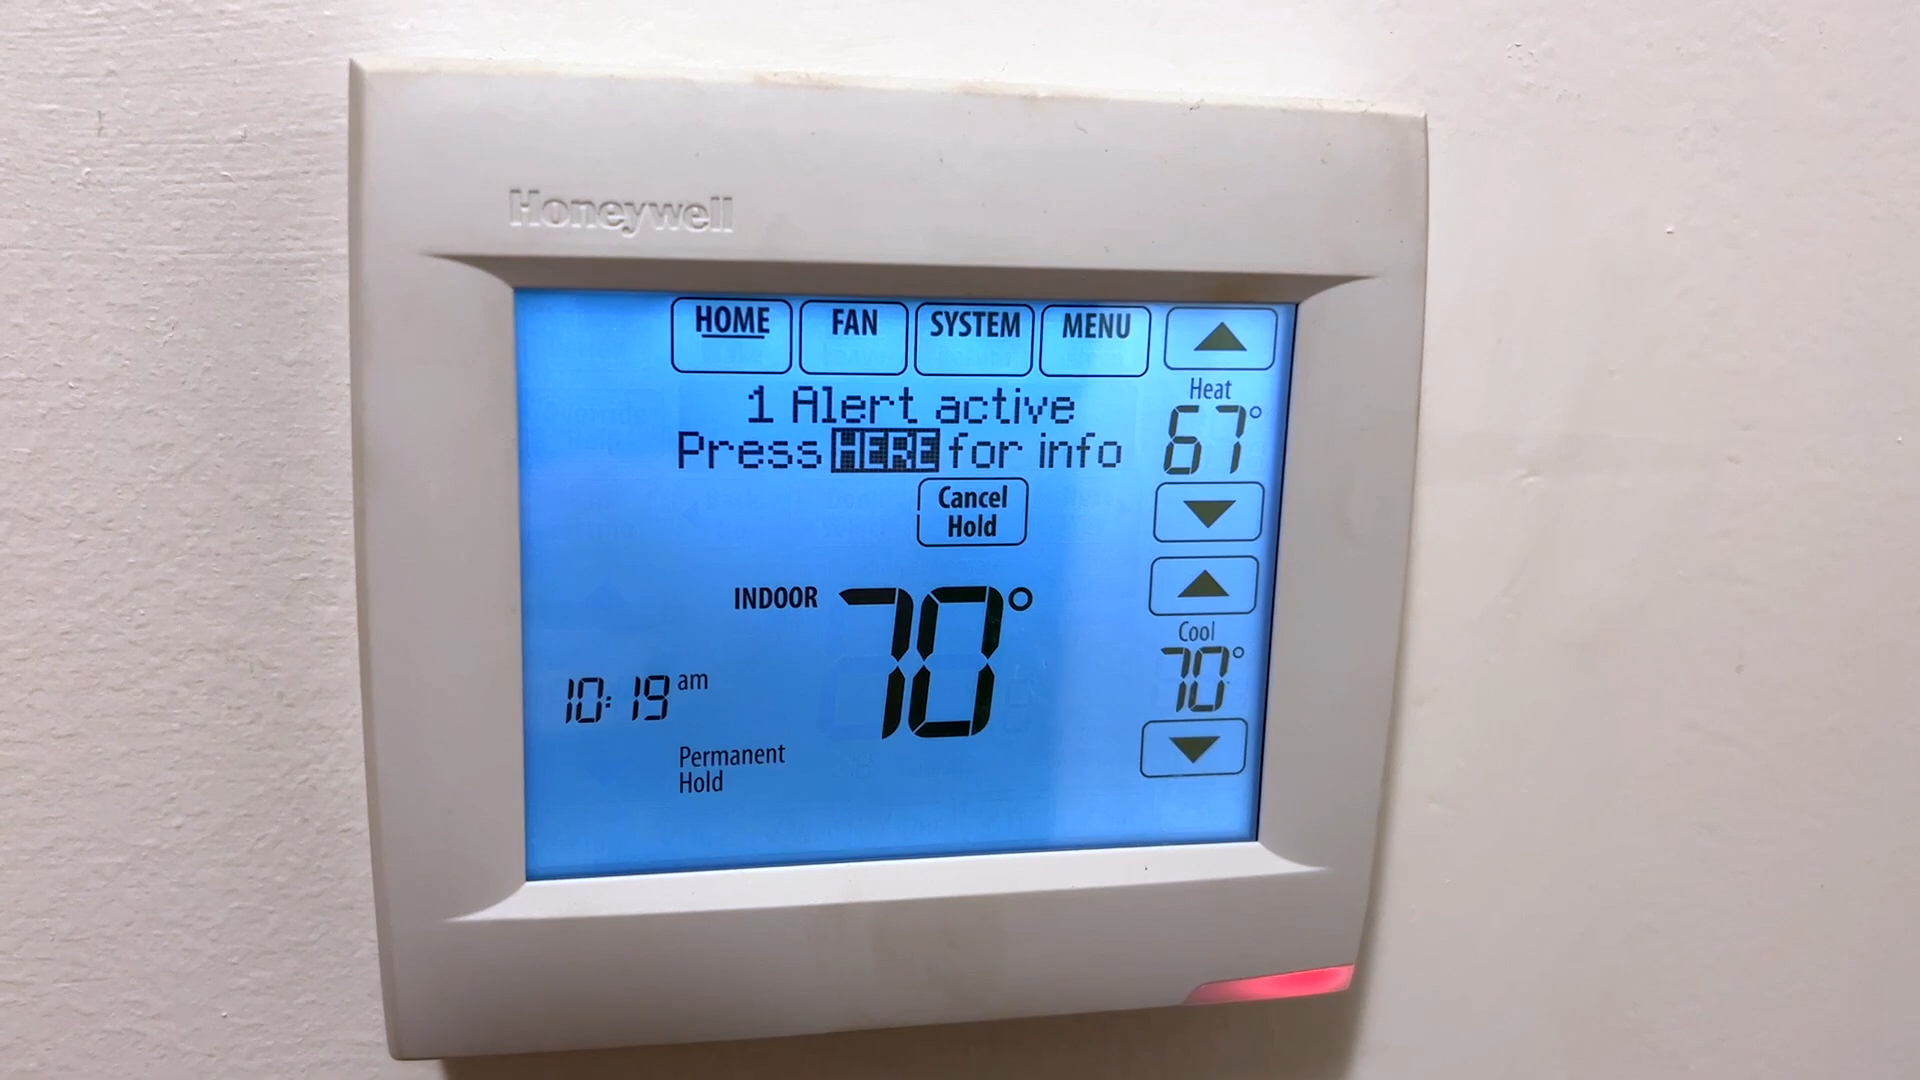 Honeywell
HOME FAN SYSTEM MENU
1 Alert active
Press HERE for info
Cancel
Hold
Heat
67°
INDOOR 70°
Cool
70°
10:19 am
Permanent
Hold